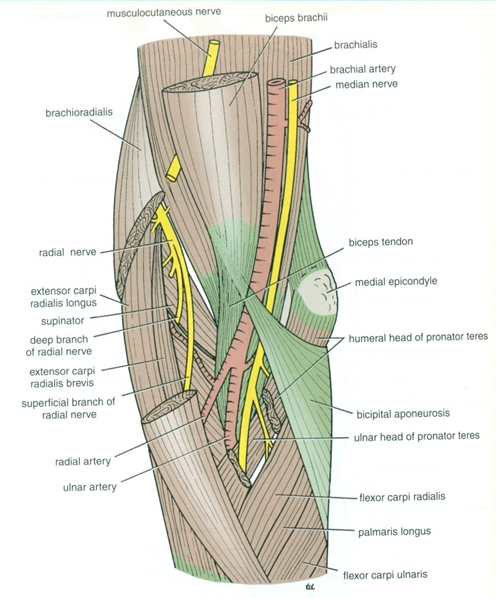 musculocutaneous nerve
biceps brachii
brachialis
brachial artery
median nerve
brachioradialis
radial nerve
extensor carpi
radialis longus
supinator
deep branch
of radial nerve
extensor carpi
radialis brevis
superficial branch of
radial nerve
radial artery
ulnar artery
biceps tendon
medial epicondyle
humeral head of pronator teres
bicipital aponeurosis
ulnar head of pronator teres
flexor carpi radialis
palmaris longus
flexor carpi ulnaris